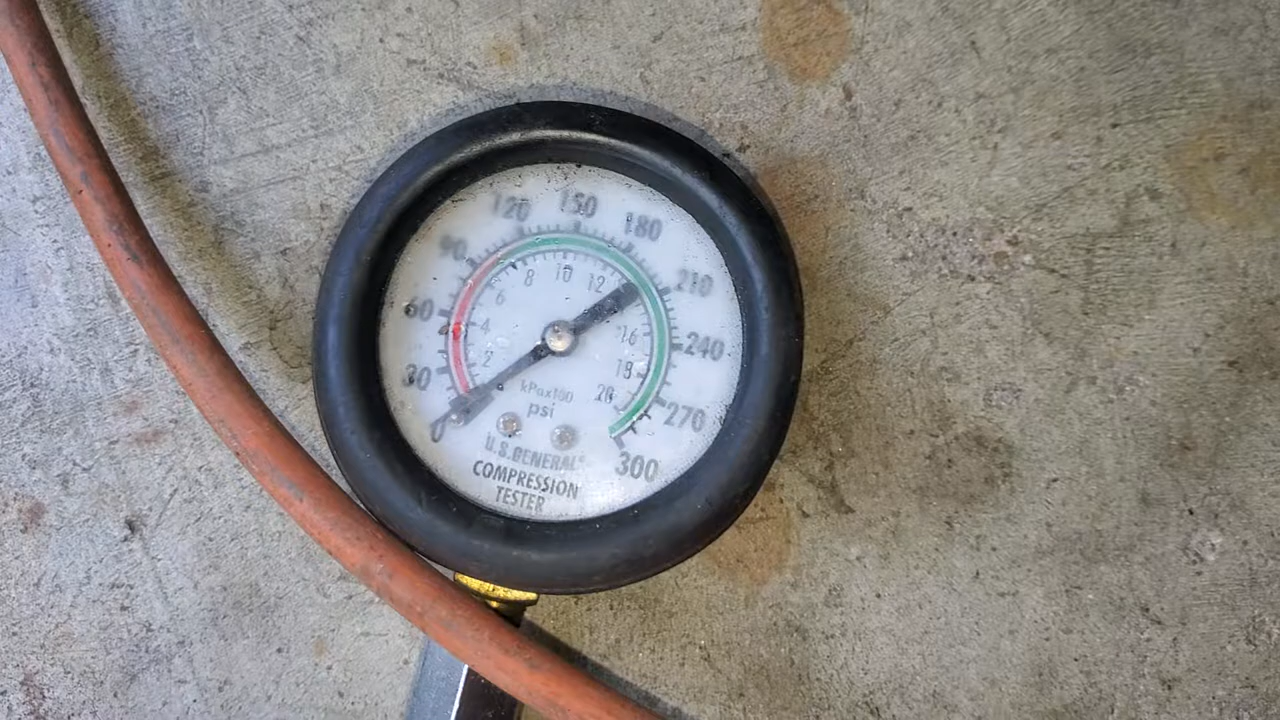 0 30 60 90 120 150 180 210 240 270 300
2 4 6 8 10 12 16 18 20
kPax100
psi
U.S.GENERAL®
COMPRESSION
TESTER